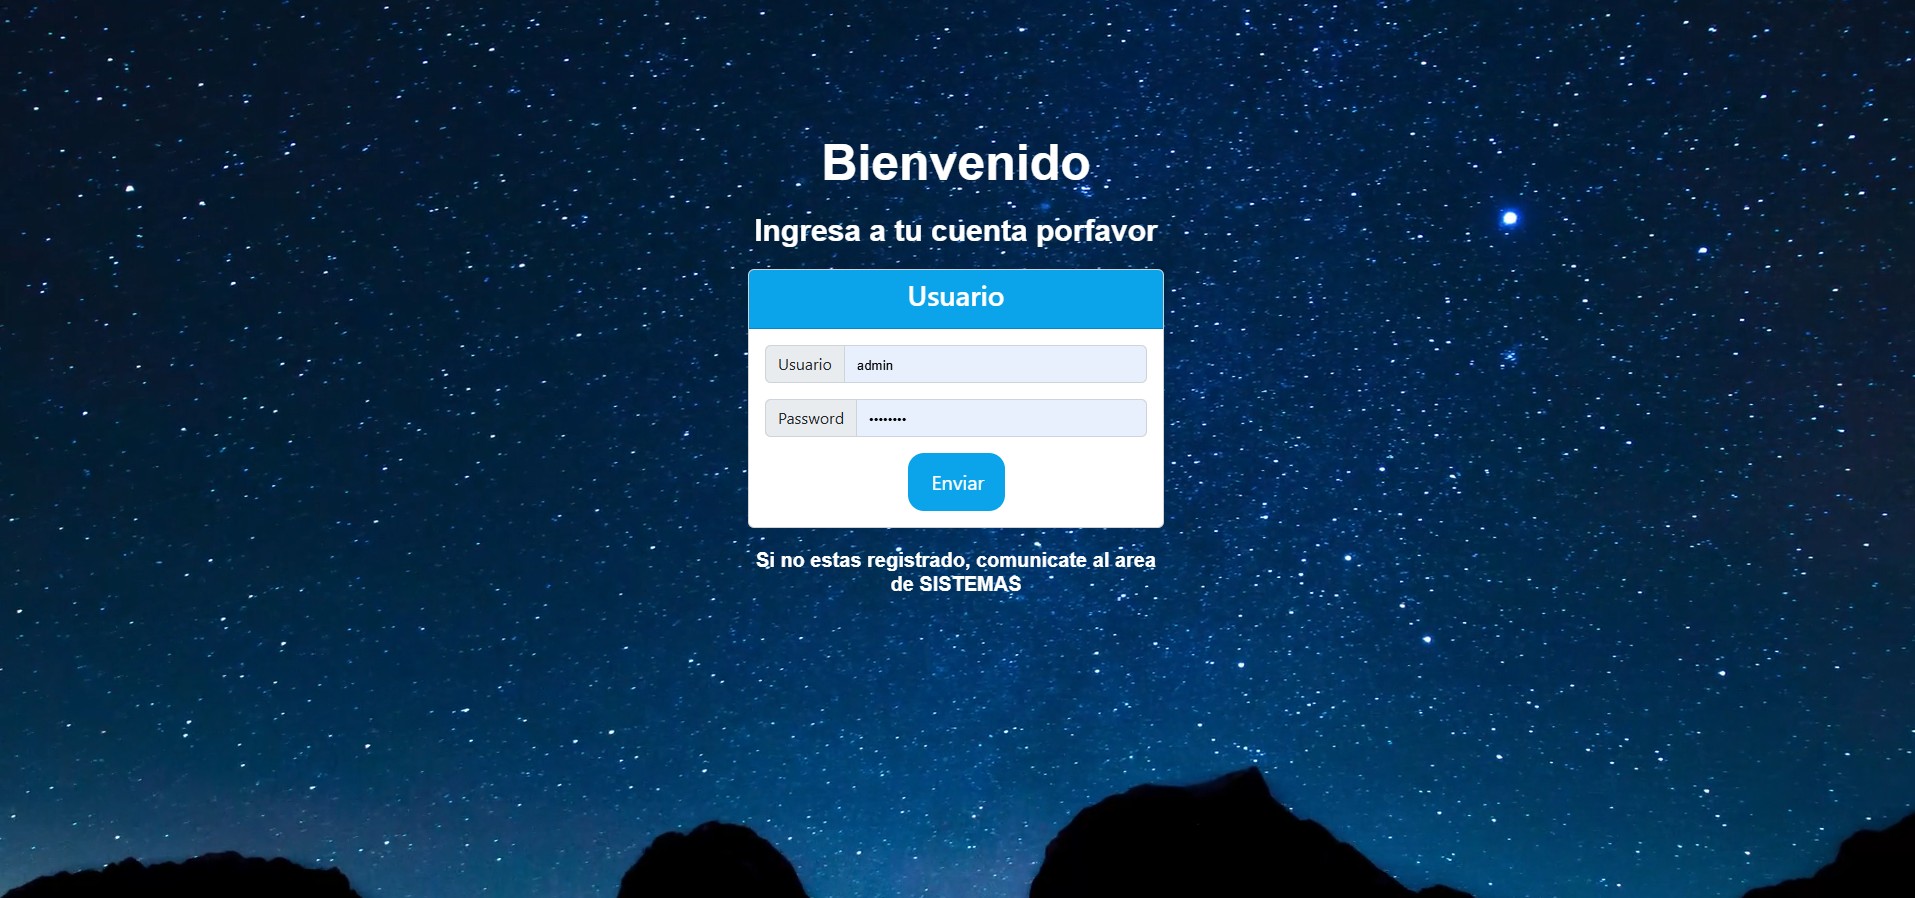 Bienvenido
Ingresa a tu cuenta porfavor
Usuario
Usuario admin
Password ••••••••
Enviar
Si no estas registrado, comunicate al area
de SISTEMAS